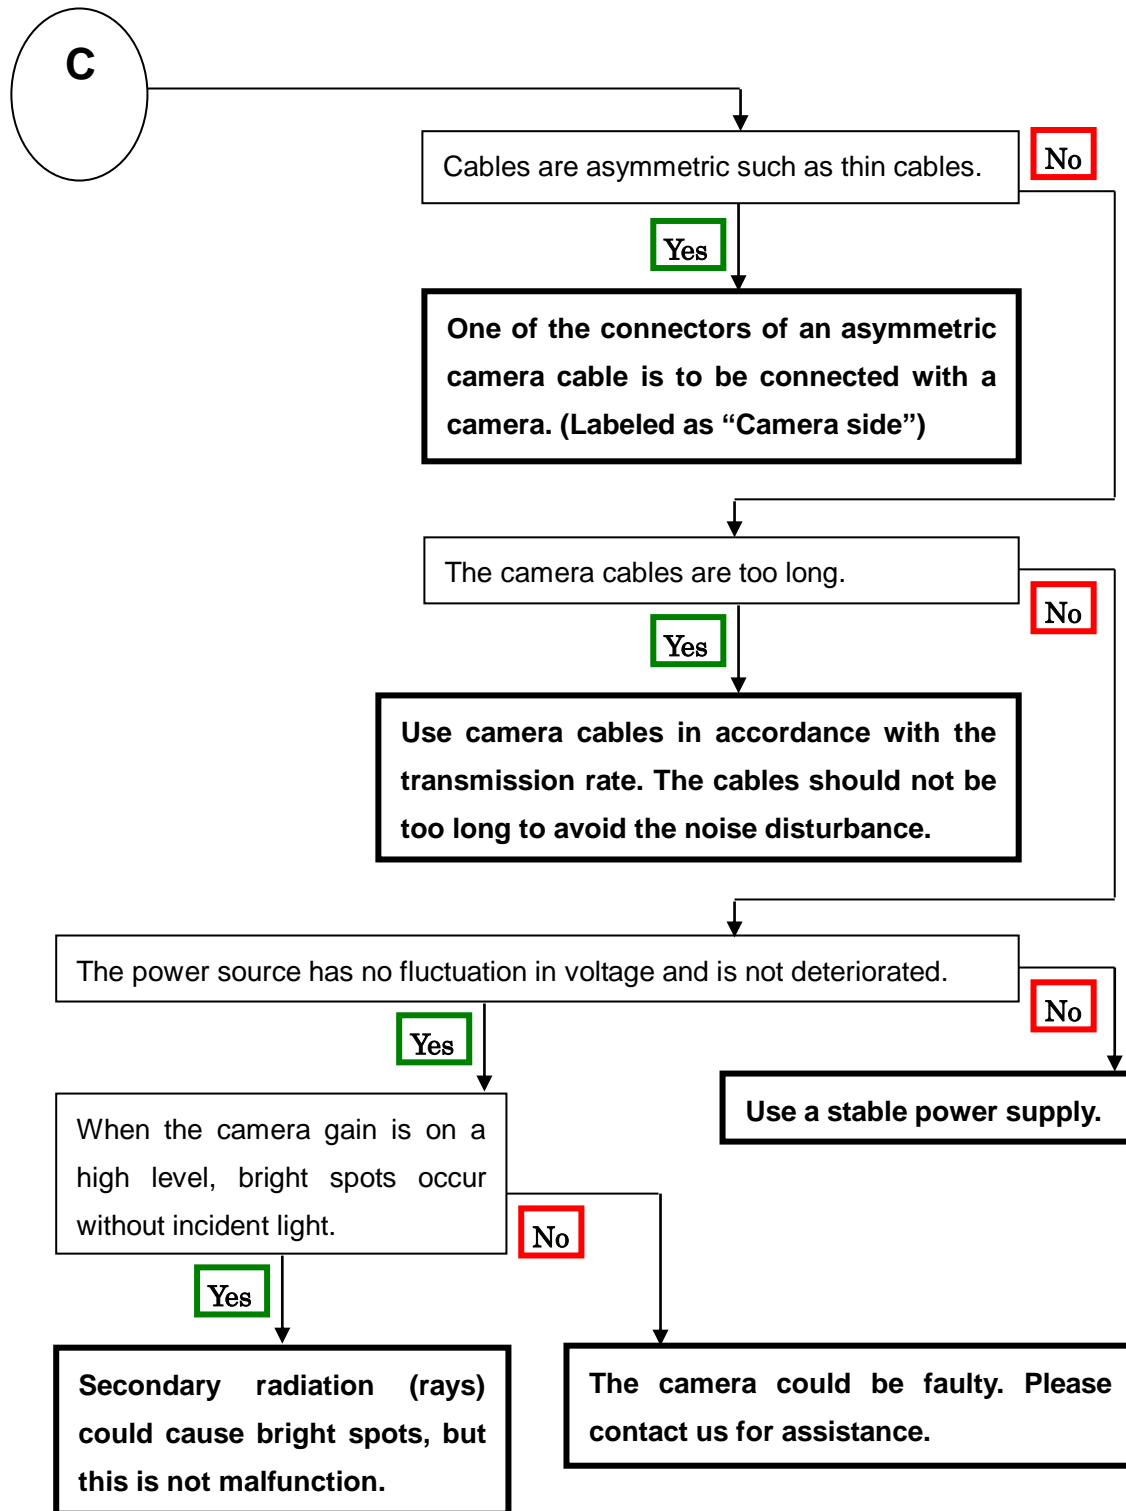 C
Cables are asymmetric such as thin cables.
No
Yes
One of the connectors of an asymmetric
camera cable is to be connected with a
camera. (Labeled as “Camera side”)
The camera cables are too long.
No
Yes
Use camera cables in accordance with the
transmission rate. The cables should not be
too long to avoid the noise disturbance.
The power source has no fluctuation in voltage and is not deteriorated.
No
Yes
Use a stable power supply.
When the camera gain is on a
high level, bright spots occur
without incident light.
No
Yes
Secondary radiation (rays)
could cause bright spots, but
this is not malfunction.
The camera could be faulty. Please
contact us for assistance.